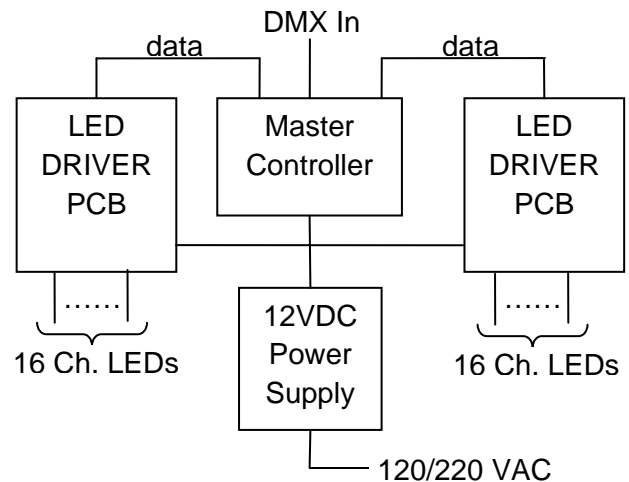 DMX In
data
data
LED
DRIVER
PCB
Master
Controller
LED
DRIVER
PCB
......
......
16 Ch. LEDs
12VDC
Power
Supply
16 Ch. LEDs
120/220 VAC